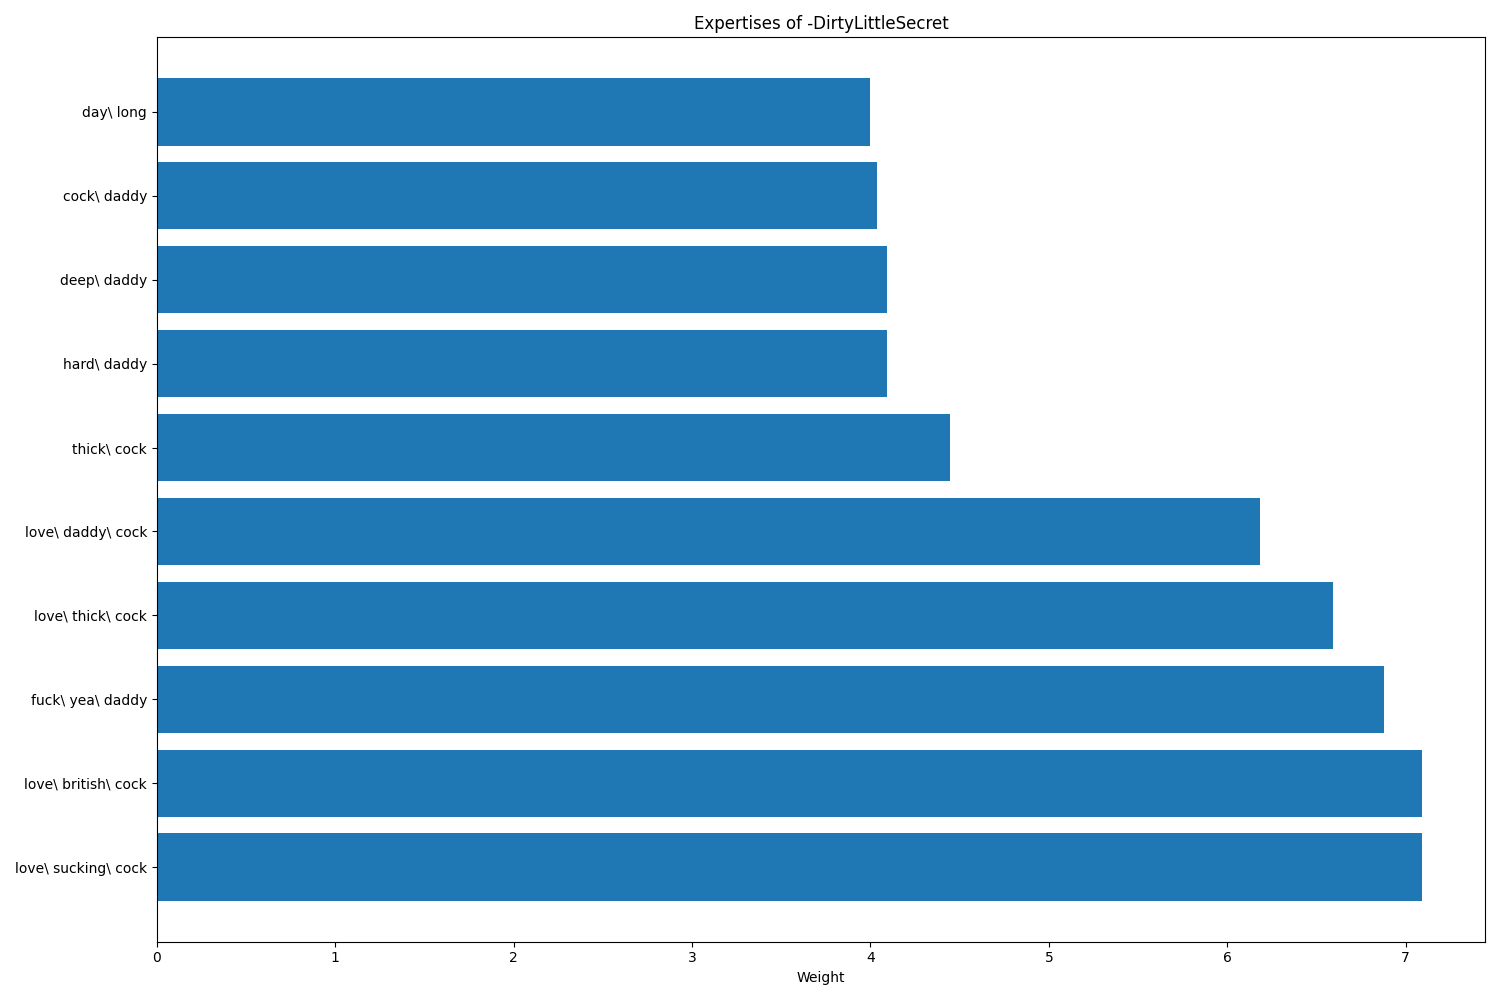 Expertises of -DirtyLittleSecret
day\ long
cock\ daddy
deep\ daddy
hard\ daddy
thick\ cock
love\ daddy\ cock
love\ thick\ cock
fuck\ yea\ daddy
love\ british\ cock
love\ sucking\ cock
0 1 2 3 4 5 6 7
Weight